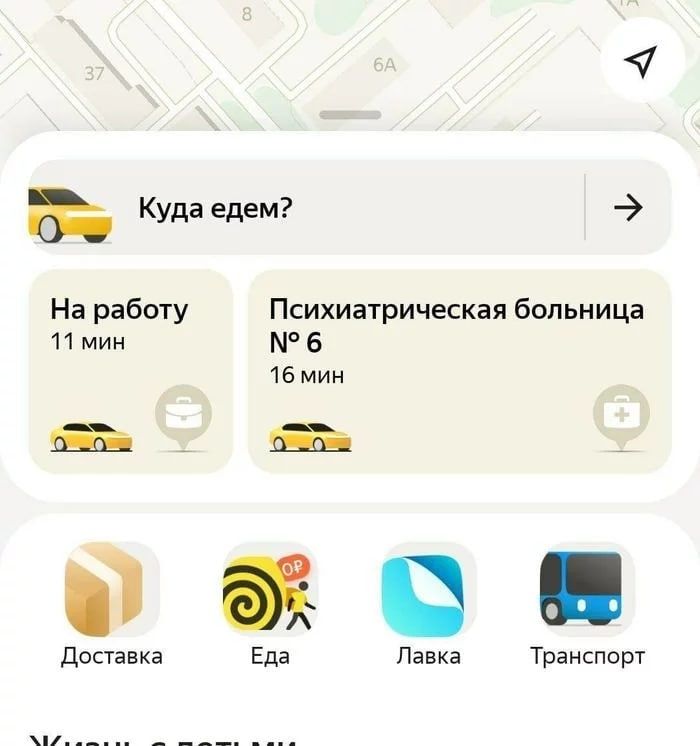 8
7А
37
6А
Куда едем?
На работу
11 мин
Психиатрическая больница
№ 6
16 мин
0₽
Доставка
Еда
Лавка
Транспорт
Жизнь с детьми